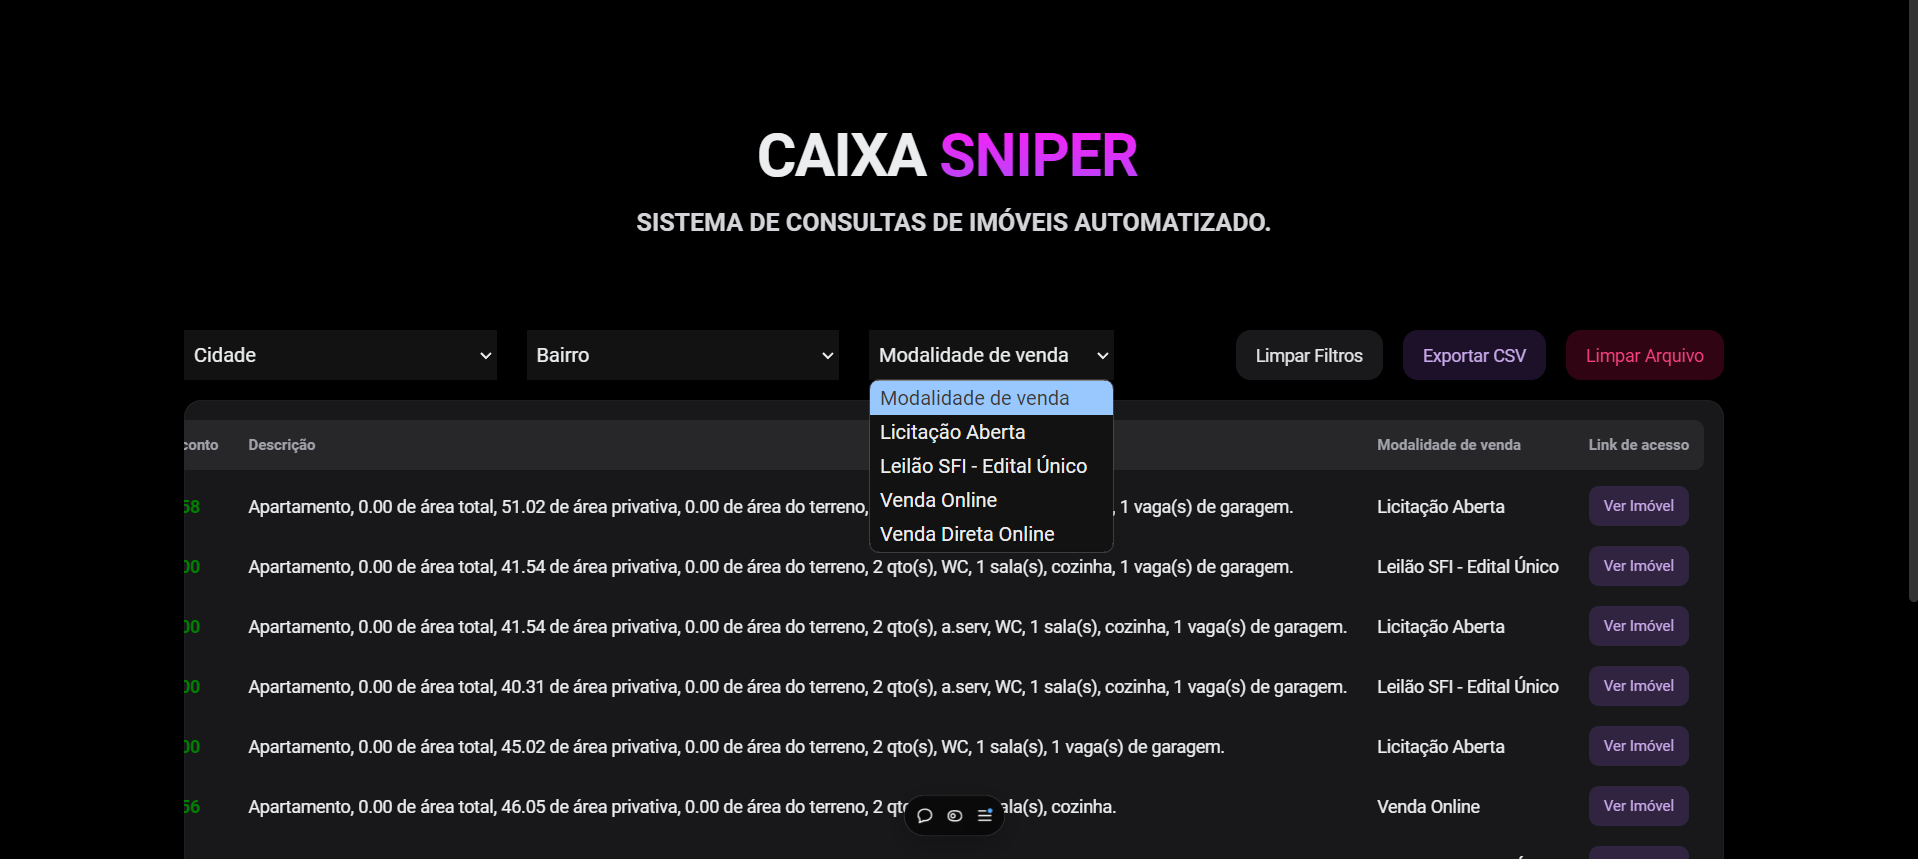 CAIXA SNIPER
SISTEMA DE CONSULTAS DE IMÓVEIS AUTOMATIZADO.
Cidade
Bairro
Modalidade de venda
Limpar Filtros
Exportar CSV
Limpar Arquivo
Modalidade de venda
Licitação Aberta
Leilão SFI - Edital Único
Venda Online
Venda Direta Online
conto Descrição Modalidade de venda Link de acesso
58 Apartamento, 0.00 de área total, 51.02 de área privativa, 0.00 de área do terreno, , 1 vaga(s) de garagem. Licitação Aberta Ver Imóvel
00 Apartamento, 0.00 de área total, 41.54 de área privativa, 0.00 de área do terreno, 2 qto(s), WC, 1 sala(s), cozinha, 1 vaga(s) de garagem. Leilão SFI - Edital Único Ver Imóvel
00 Apartamento, 0.00 de área total, 41.54 de área privativa, 0.00 de área do terreno, 2 qto(s), a.serv, WC, 1 sala(s), cozinha, 1 vaga(s) de garagem. Licitação Aberta Ver Imóvel
00 Apartamento, 0.00 de área total, 40.31 de área privativa, 0.00 de área do terreno, 2 qto(s), a.serv, WC, 1 sala(s), cozinha, 1 vaga(s) de garagem. Leilão SFI - Edital Único Ver Imóvel
00 Apartamento, 0.00 de área total, 45.02 de área privativa, 0.00 de área do terreno, 2 qto(s), WC, 1 sala(s), 1 vaga(s) de garagem. Licitação Aberta Ver Imóvel
56 Apartamento, 0.00 de área total, 46.05 de área privativa, 0.00 de área do terreno, 2 qto ala(s), cozinha. Venda Online Ver Imóvel